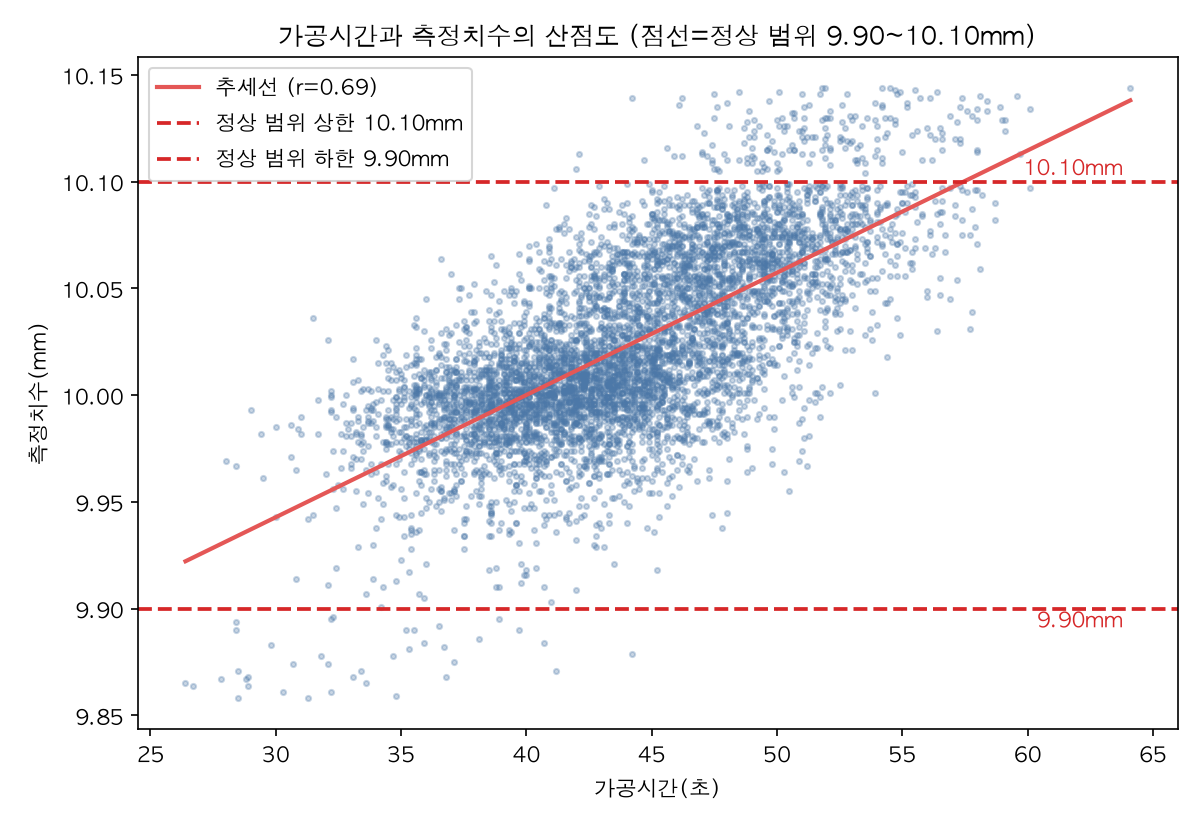 가공시간과 측정치수의 산점도 (점선=정상 범위 9.90~10.10mm)
추세선 (r=0.69)
정상 범위 상한 10.10mm
정상 범위 하한 9.90mm
10.15
10.10
10.05
10.00
9.95
9.90
9.85
측정치수(mm)
10.10mm
9.90mm
25 30 35 40 45 50 55 60 65
가공시간(초)